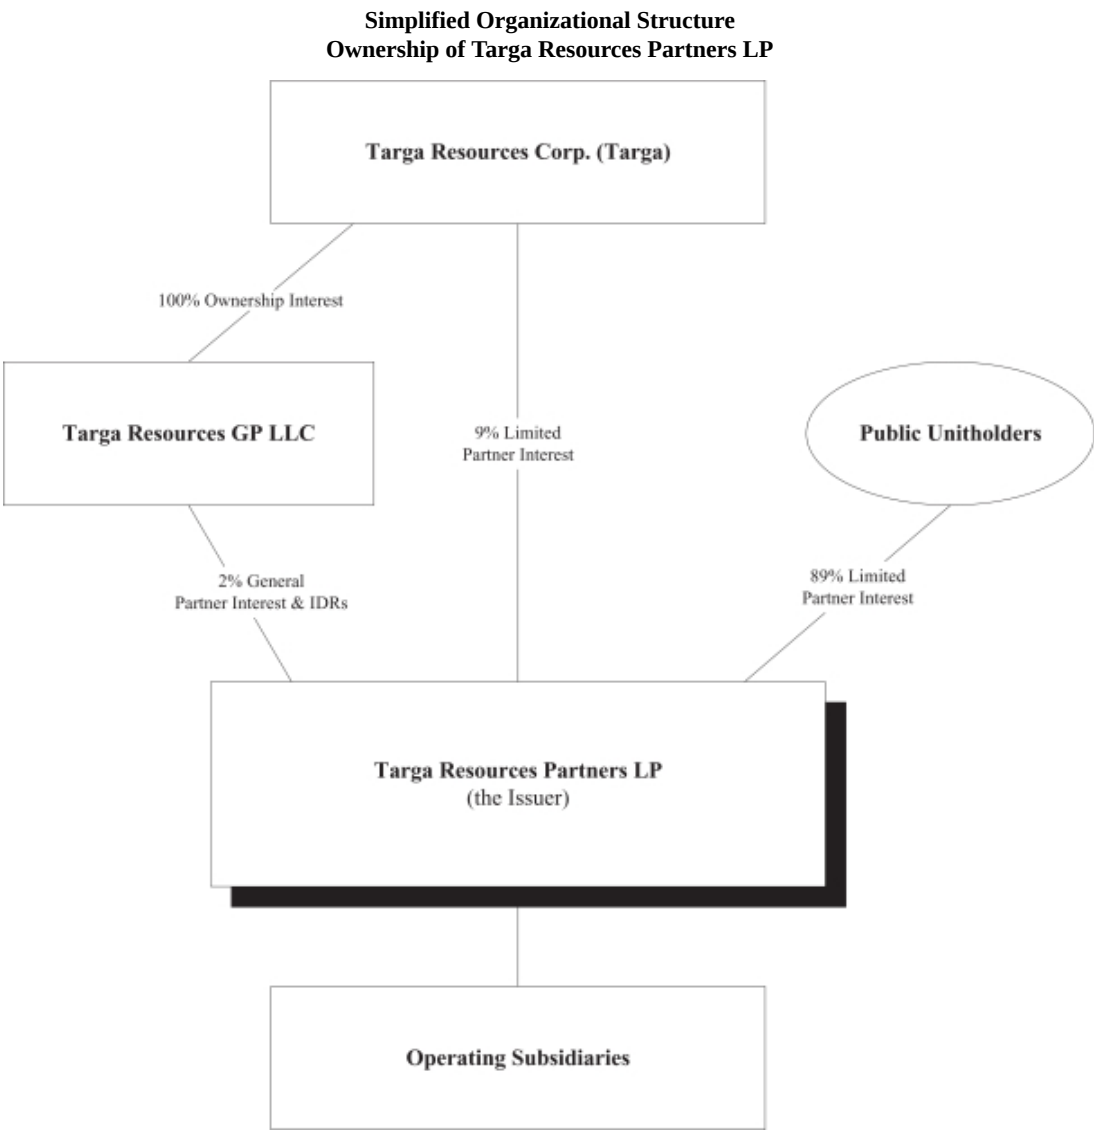 Simplified Organizational Structure
Ownership of Targa Resources Partners LP
Targa Resources Corp. (Targa)
100% Ownership Interest
Targa Resources GP LLC
9% Limited
Partner Interest
Public Unitholders
2% General
Partner Interest & IDRs
89% Limited
Partner Interest
Targa Resources Partners LP
(the Issuer)
Operating Subsidiaries